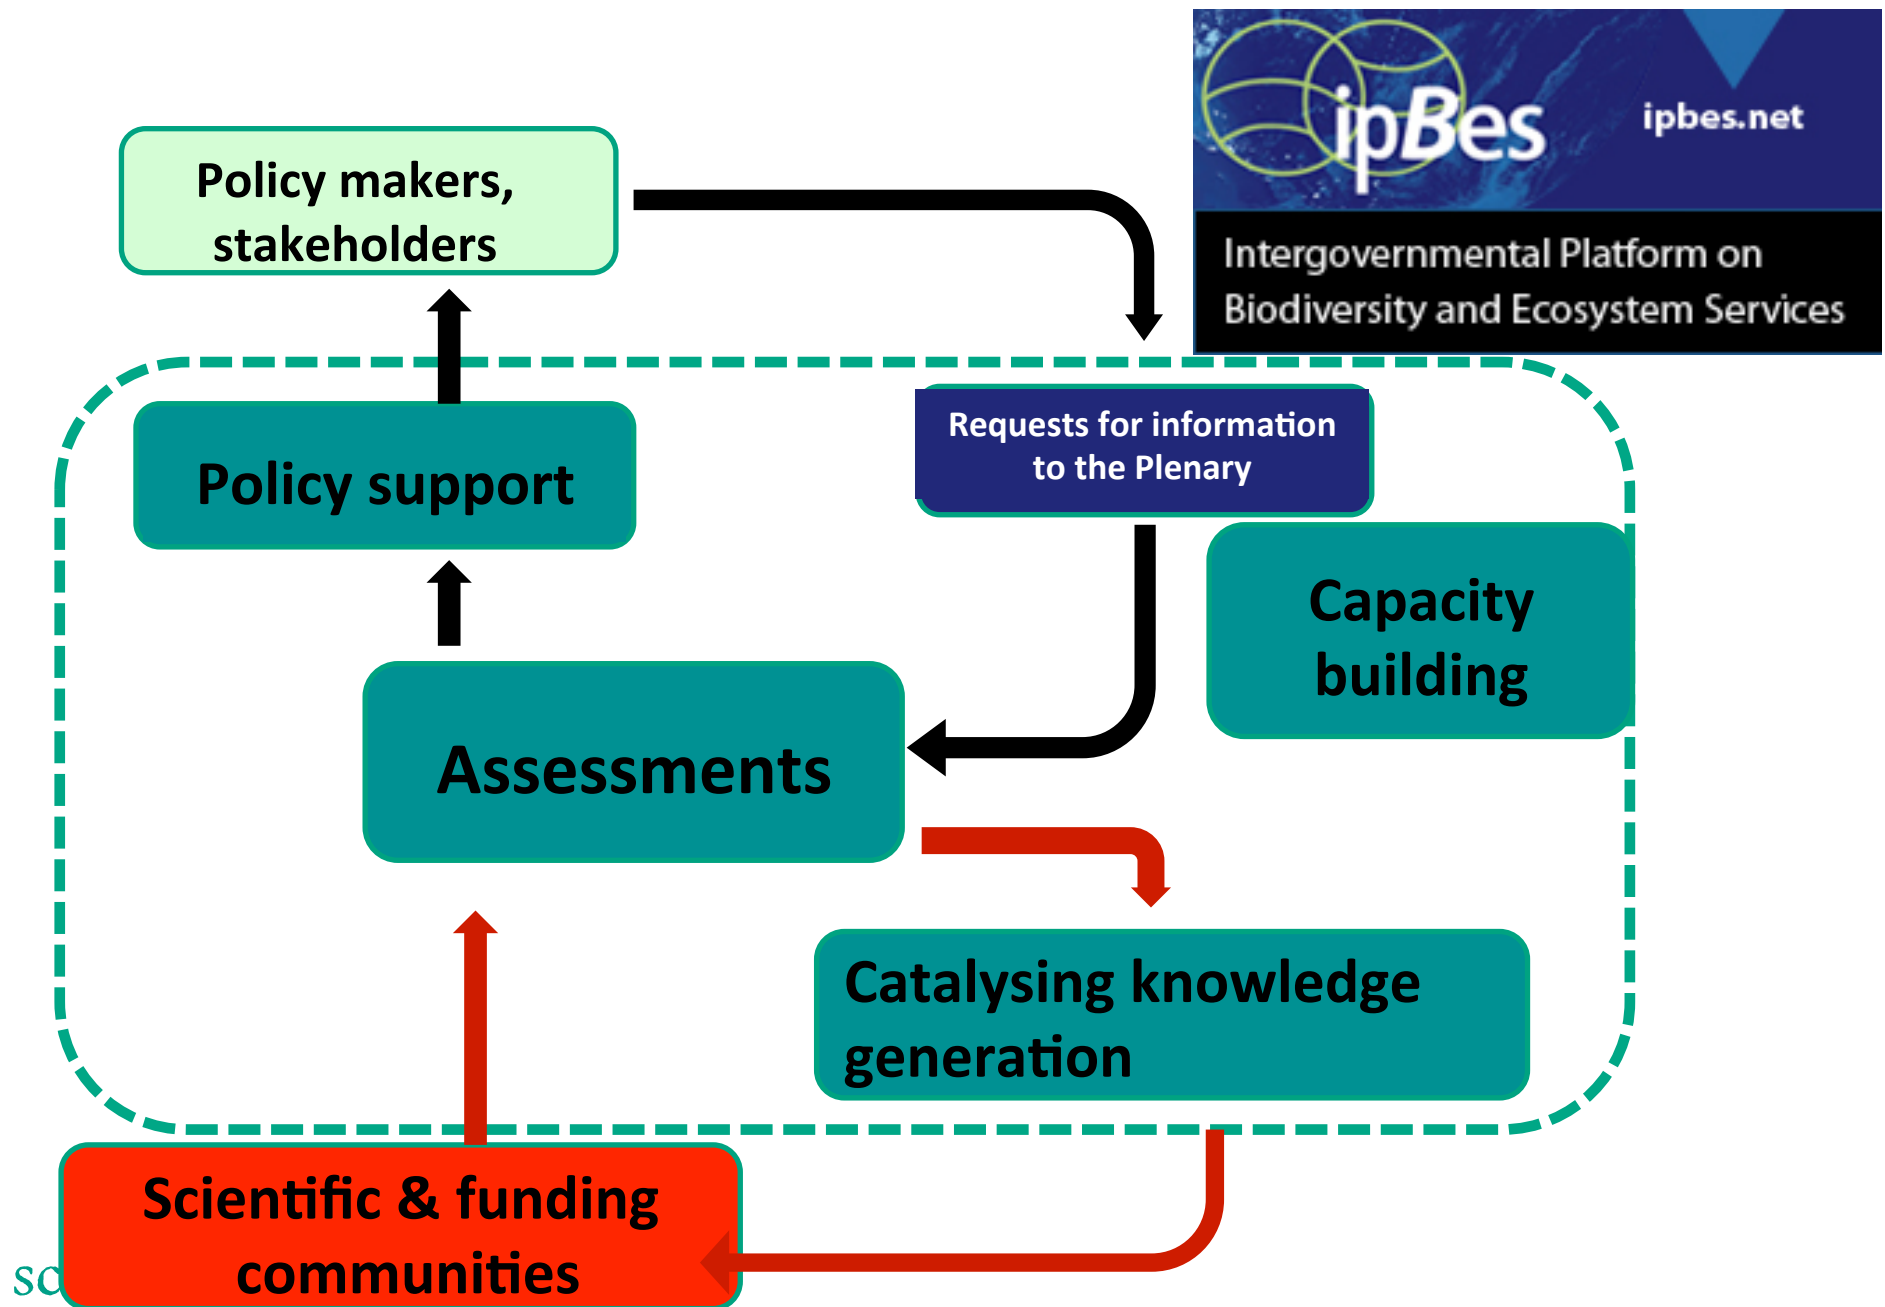 ipBes
ipbes.net
Intergovernmental Platform on
Biodiversity and Ecosystem Services
Policy makers,
stakeholders
Requests for information
to the Plenary
Policy support
Capacity
building
Assessments
Catalysing knowledge
generation
Scientific & funding
communities